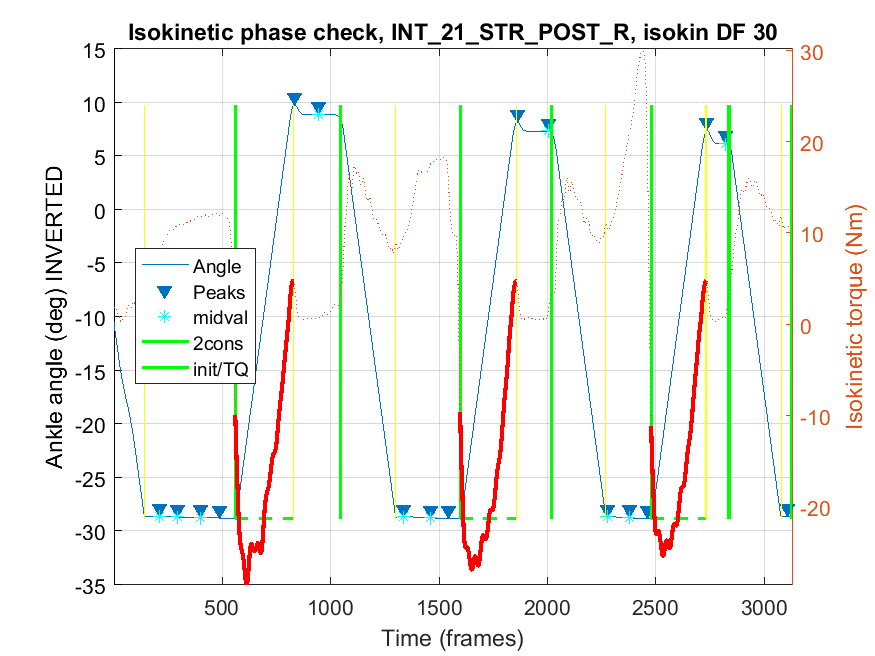 Isokinetic phase check, INT_21_STR_POST_R, isokin DF 30
15
10
5
0
-5
-10
-15
-20
-25
-30
-35
Ankle angle (deg) INVERTED
Angle
Peaks
midval
2cons
init/TQ
30
20
10
0
-10
-20
Isokinetic torque (Nm)
500
1000
1500
2000
2500
3000
Time (frames)